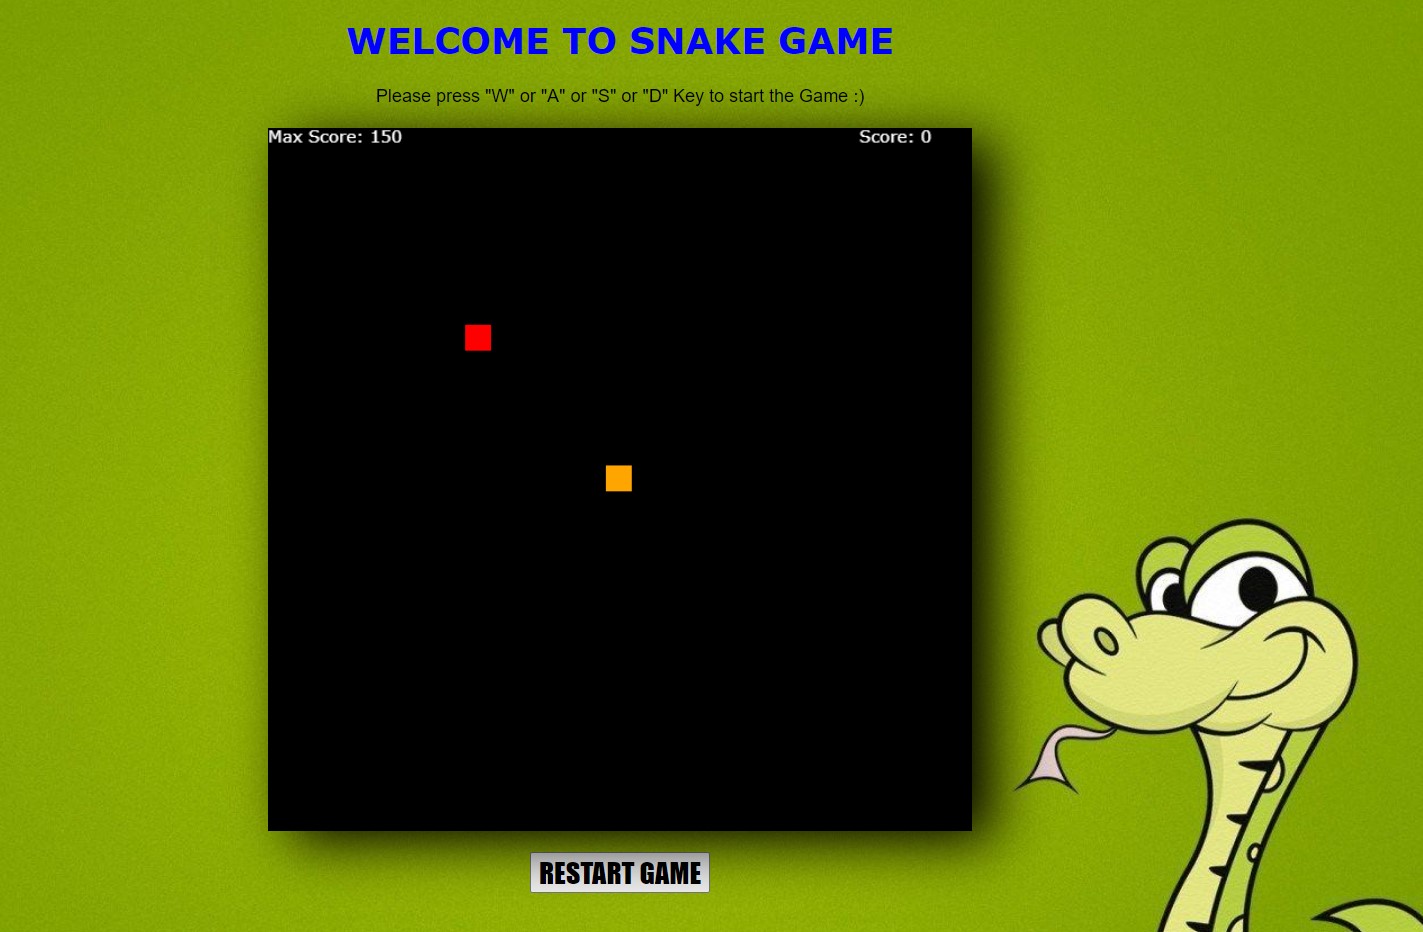 WELCOME TO SNAKE GAME
Please press "W" or "A" or "S" or "D" Key to start the Game :)
Max Score: 150
Score: 0
RESTART GAME